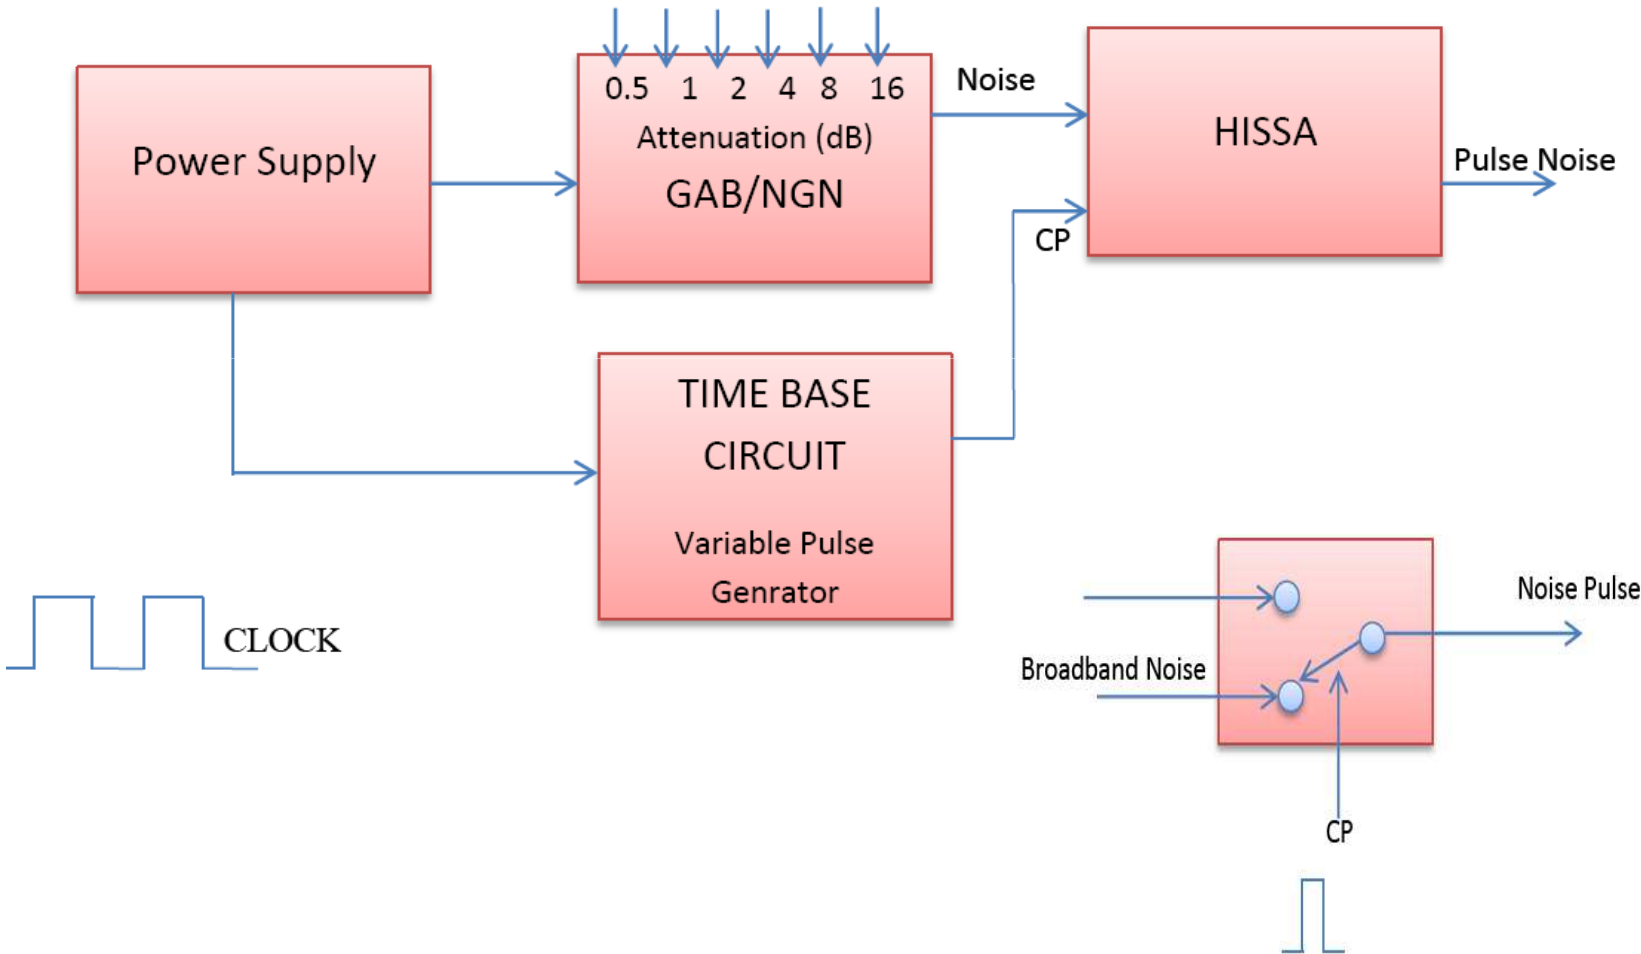 Power Supply
0.5 1 2 4 8 16
Attenuation (dB)
GAB/NGN
Noise
CP
HISSA
Pulse Noise
TIME BASE
CIRCUIT
Variable Pulse
Genrator
CLOCK
Broadband Noise
Noise Pulse
CP